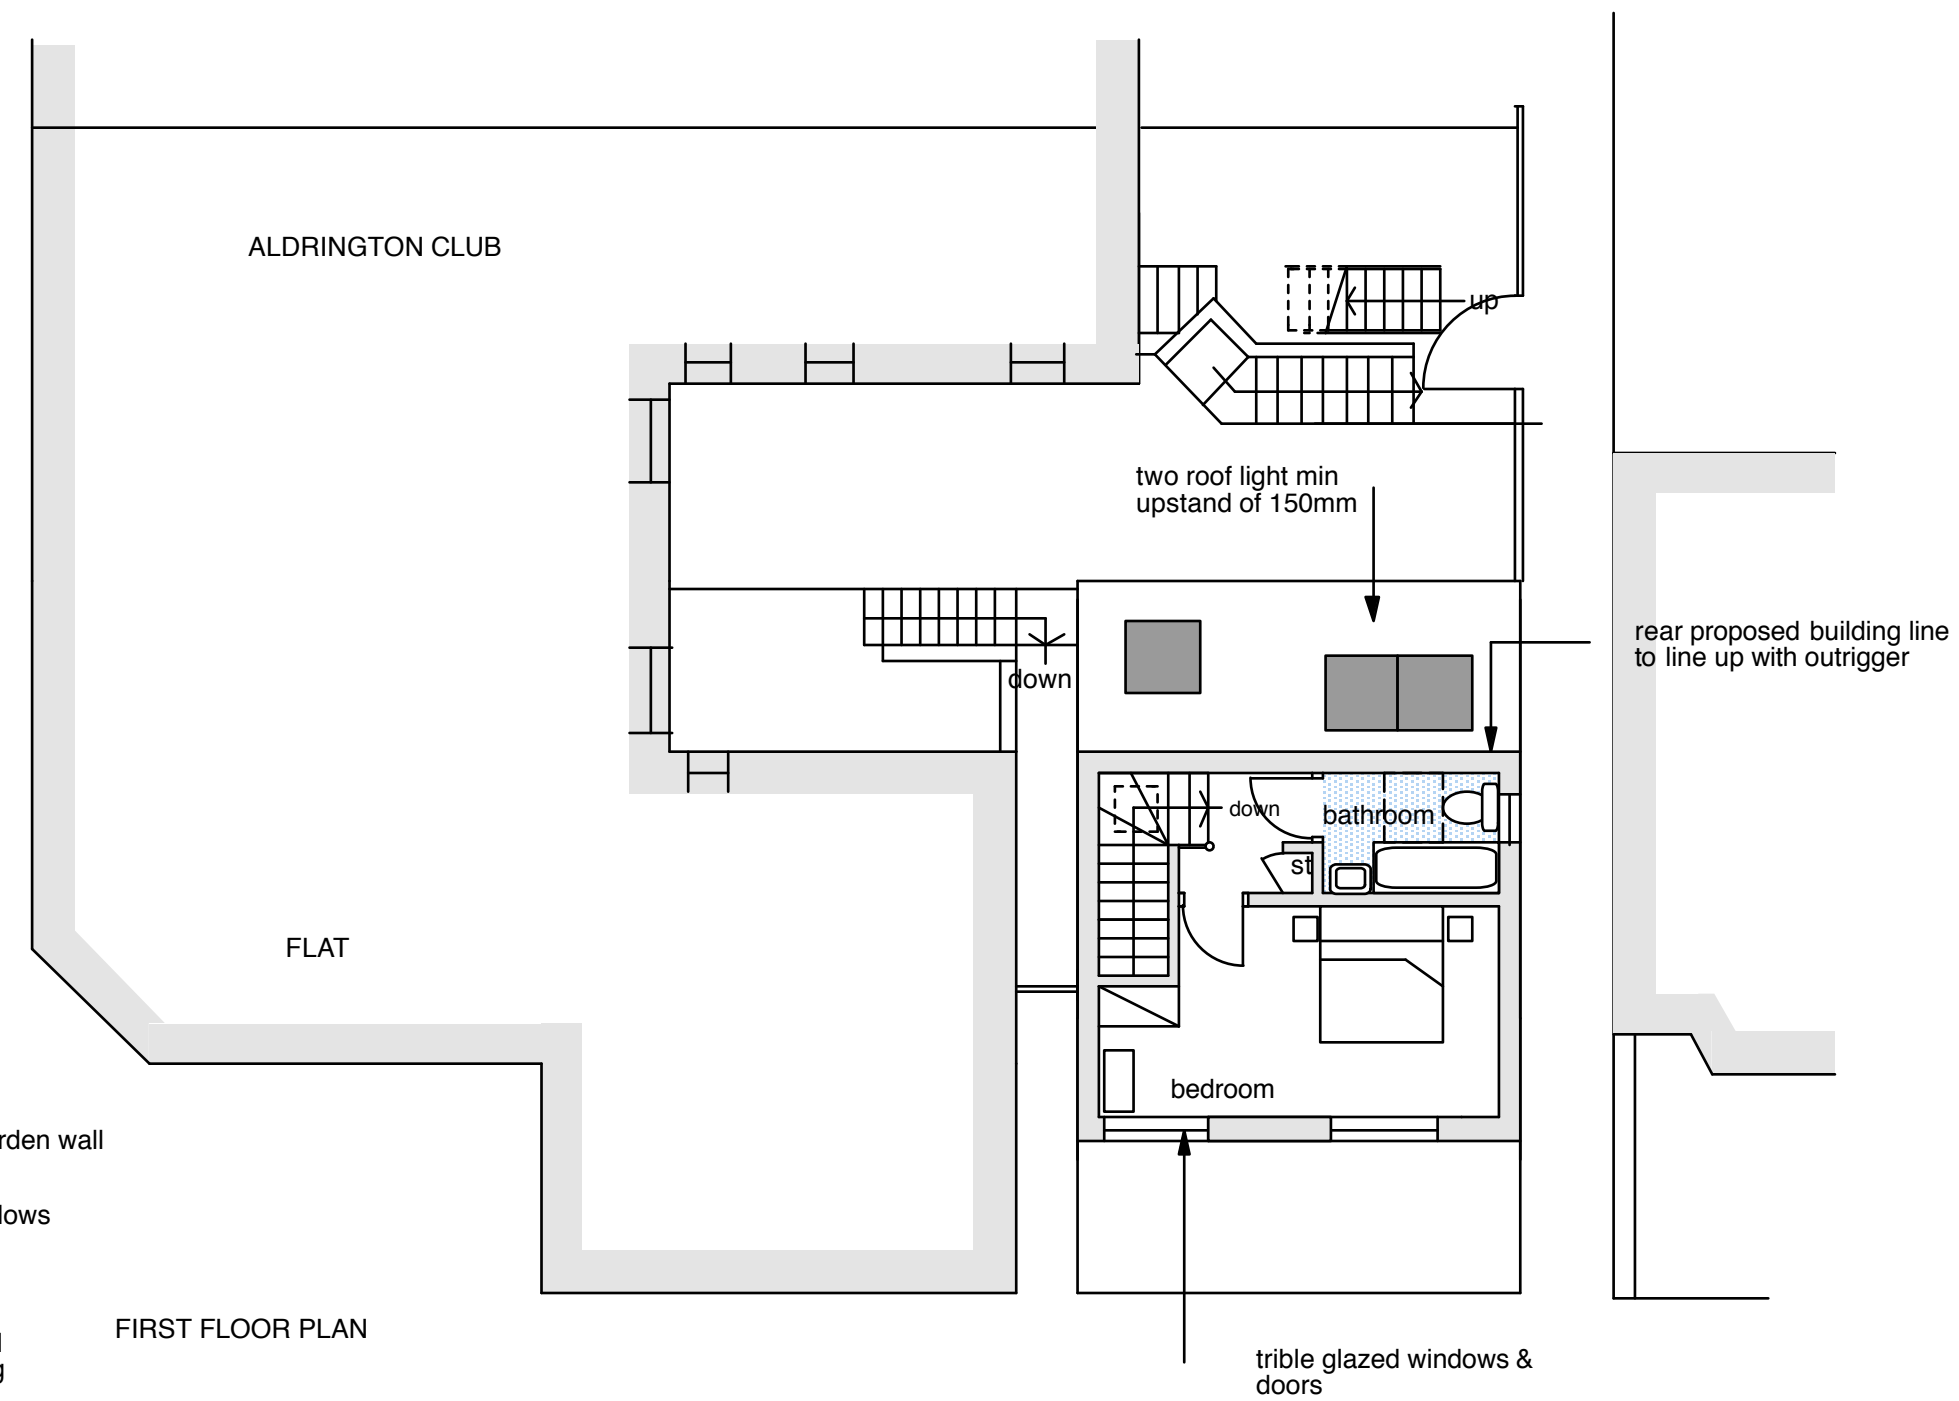 ALDRINGTON CLUB
up
two roof light min
upstand of 150mm
rear proposed building line
to line up with outrigger
down
down
bathroom
st
FLAT
bedroom
rden wall
lows
FIRST FLOOR PLAN
trible glazed windows &
doors